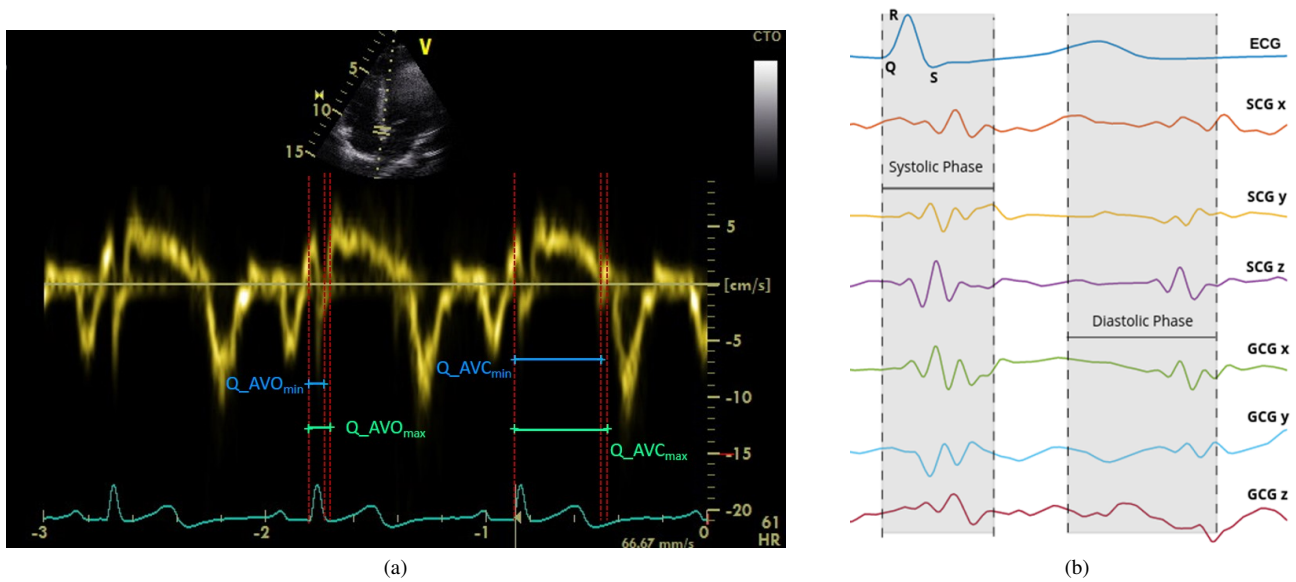 CTO
V
5
10
15
5
[cm/s]
-5
Q_AVCmin
Q_AVOmin
-10
Q_AVOmax
Q_AVCmax
-15
-20
61
HR
-3
-2
-1
0
66.67 mm/s
(a)
R
ECG
Q
S
SCG x
Systolic Phase
SCG y
SCG z
Diastolic Phase
GCG x
GCG y
GCG z
(b)